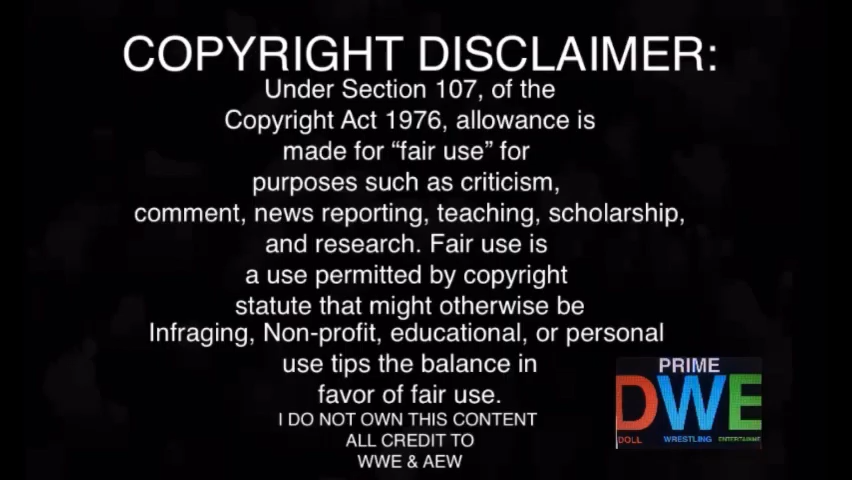 COPYRIGHT DISCLAIMER:
Under Section 107, of the
Copyright Act 1976, allowance is
made for “fair use” for
purposes such as criticism,
comment, news reporting, teaching, scholarship,
and research. Fair use is
a use permitted by copyright
statute that might otherwise be
Infraging, Non-profit, educational, or personal
use tips the balance in
favor of fair use.
I DO NOT OWN THIS CONTENT
ALL CREDIT TO
WWE & AEW
PRIME
DWE
DOLL WRESTLING